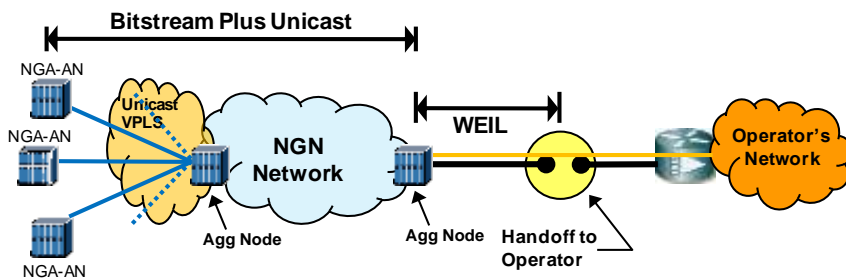 Bitstream Plus Unicast
NGA-AN
Unicast
VPLS
NGA-AN
WEIL
NGN
Network
Operator's
Network
Agg Node
Agg Node
Handoff to
Operator
NGA-AN